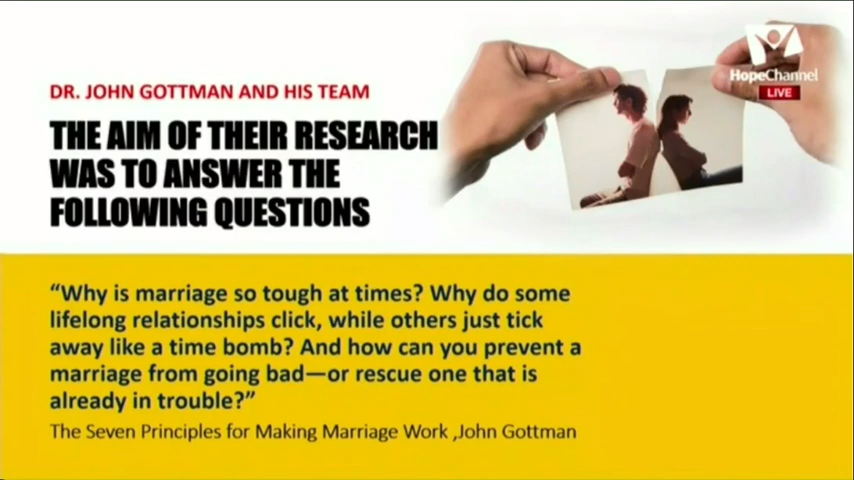 HopeChannel
LIVE
DR. JOHN GOTTMAN AND HIS TEAM
THE AIM OF THEIR RESEARCH
WAS TO ANSWER THE
FOLLOWING QUESTIONS
“Why is marriage so tough at times? Why do some
lifelong relationships click, while others just tick
away like a time bomb? And how can you prevent a
marriage from going bad—or rescue one that is
already in trouble?”
The Seven Principles for Making Marriage Work ,John Gottman